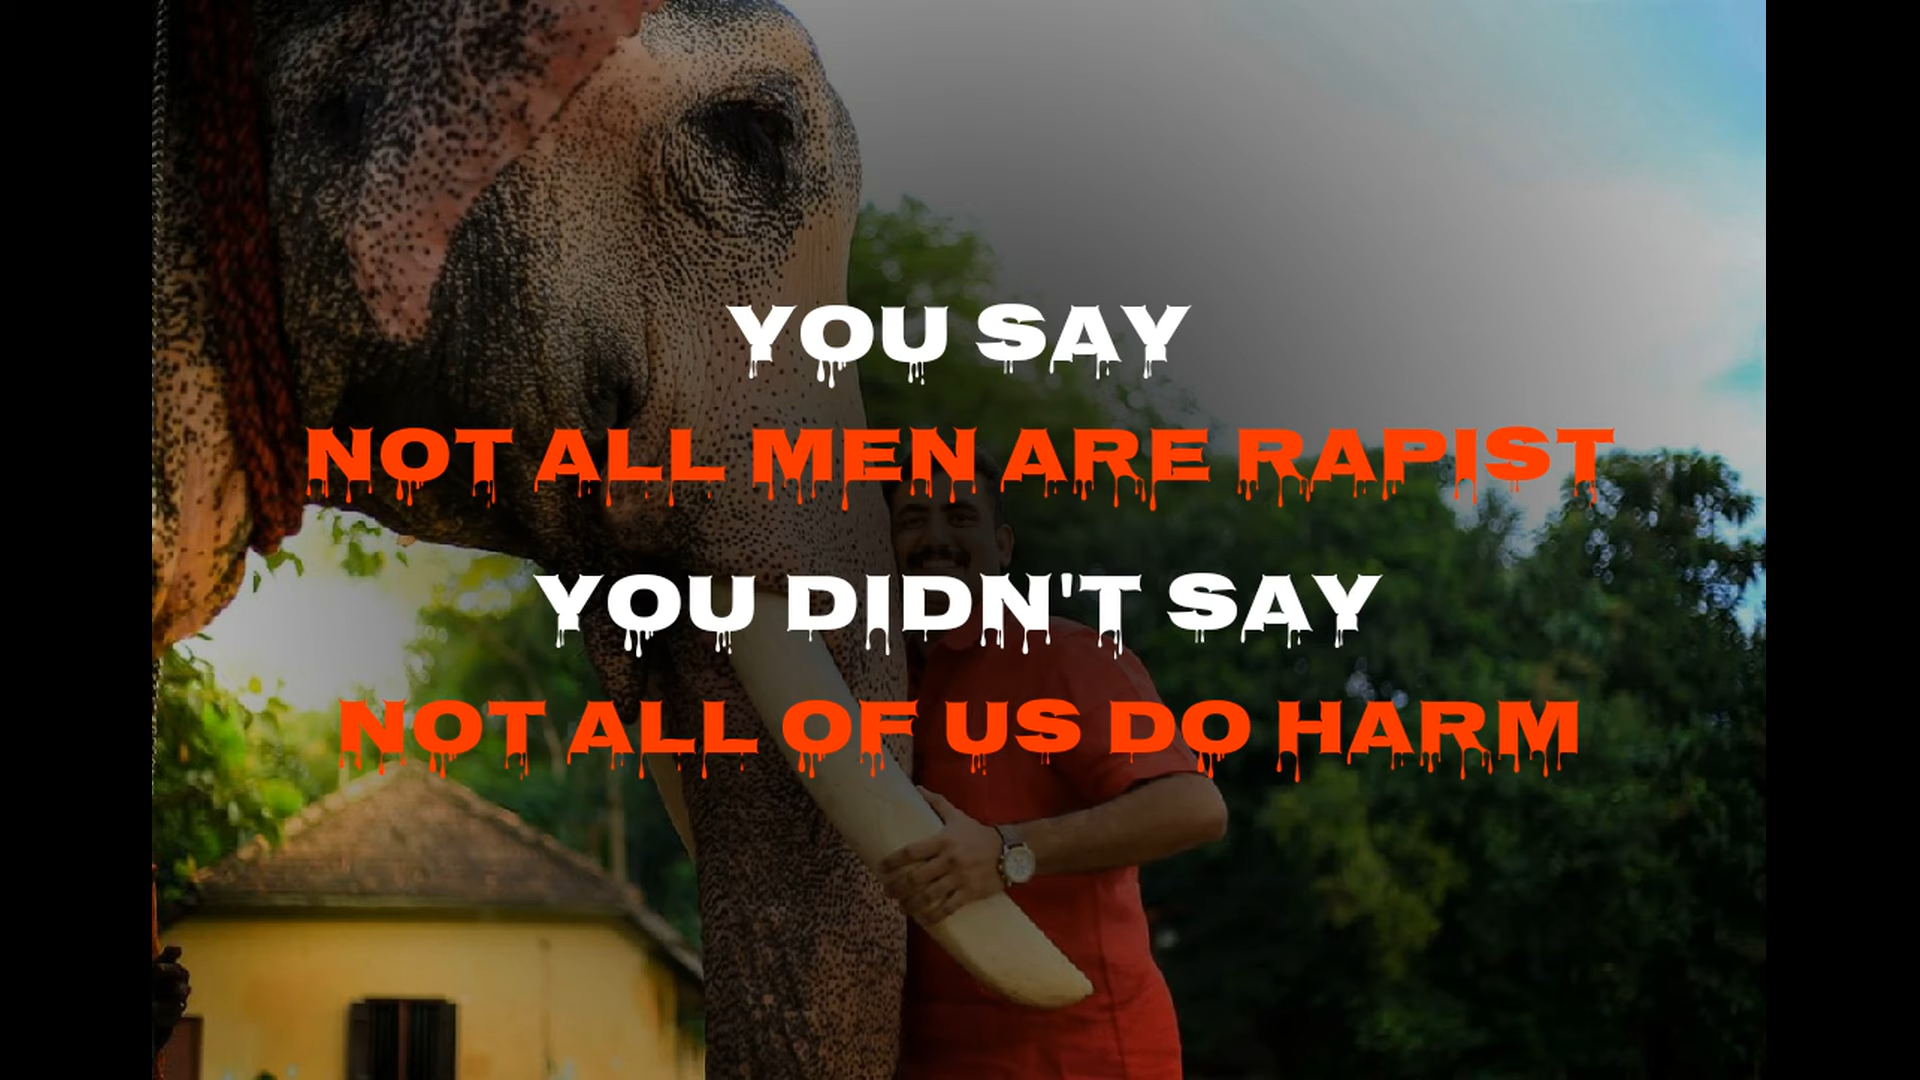 YOU SAY
NOT ALL MEN ARE RAPIST
YOU DIDN'T SAY
NOT ALL OF US DO HARM